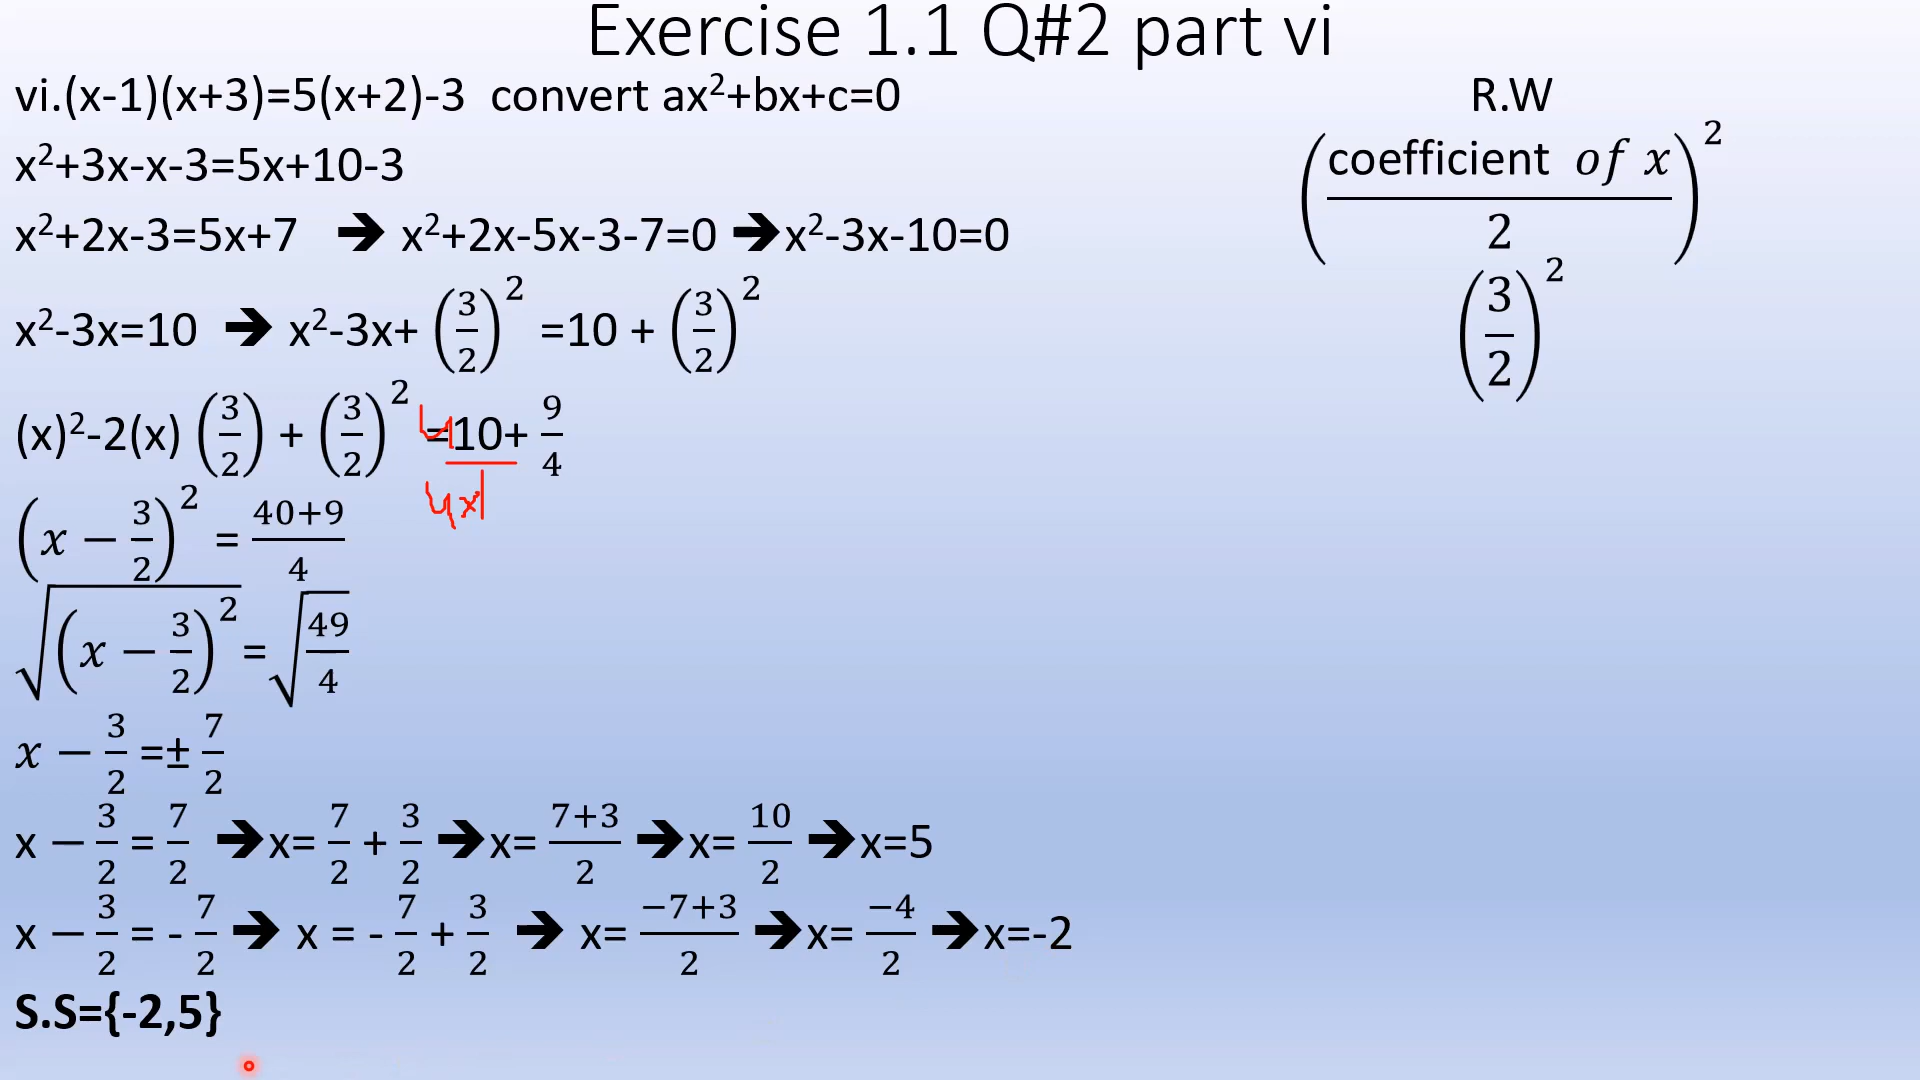 Exercise 1.1 Q#2 part vi
vi.(x-1)(x+3)=5(x+2)-3 convert ax²+bx+c=0
x²+3x-x-3=5x+10-3
x²+2x-3=5x+7 ➔ x²+2x-5x-3-7=0 ➔x²-3x-10=0
x²-3x=10 ➔ x²-3x+ (3/2)² =10 + (3/2)²
(x)²-2(x) (3/2) + (3/2)² =10+ 9/4
4
4x1
(x − 3/2)² = (40+9)/4
√((x − 3/2)²) = √(49/4)
x − 3/2 =± 7/2
x − 3/2 = 7/2 ➔x= 7/2 + 3/2 ➔x= (7+3)/2 ➔x= 10/2 ➔x=5
x − 3/2 = - 7/2 ➔ x = - 7/2 + 3/2 ➔ x= (−7+3)/2 ➔x= (−4)/2 ➔x=-2
S.S={-2,5}
R.W
(coefficient of x/2)²
(3/2)²